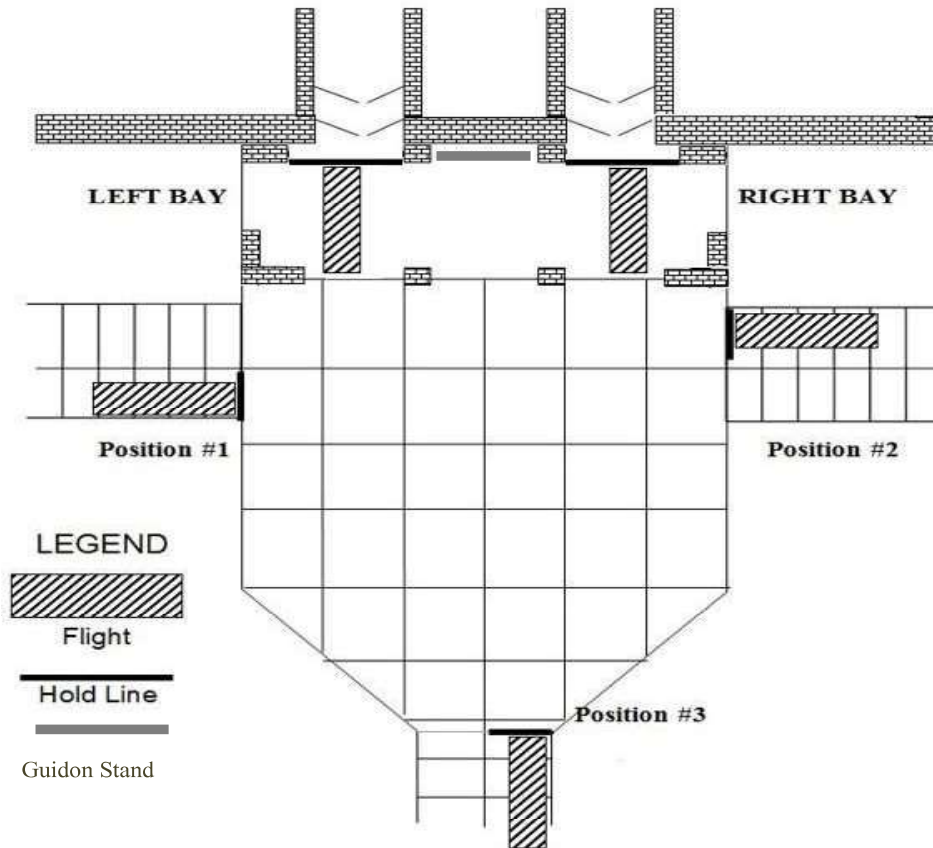 LEFT BAY
RIGHT BAY
Position #1
Position #2
LEGEND
Flight
Hold Line
Position #3
Guidon Stand